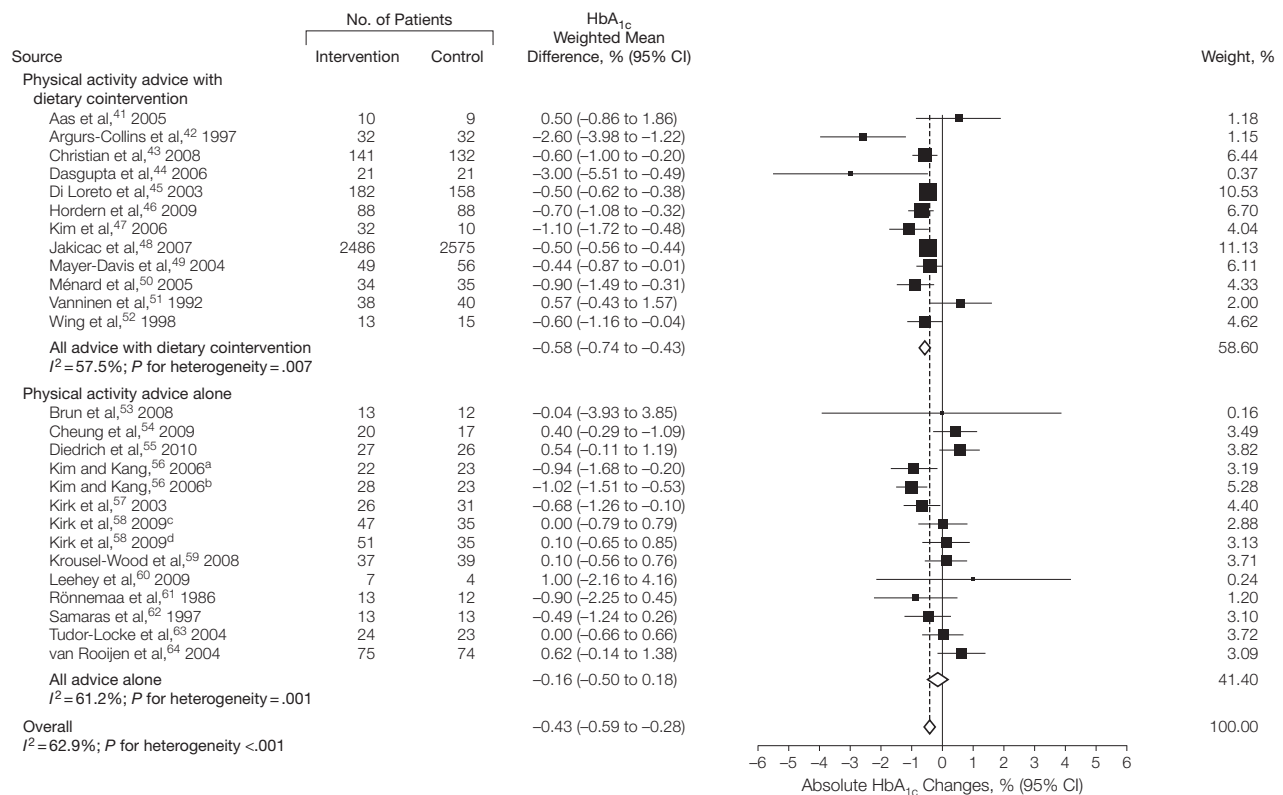 No. of Patients
HbA1c
Weighted Mean
Difference, % (95% CI)
Source Intervention Control Weight, %
Physical activity advice with
dietary cointervention
Aas et al,41 2005 10 9 0.50 (–0.86 to 1.86) 1.18
Argurs-Collins et al,42 1997 32 32 –2.60 (–3.98 to –1.22) 1.15
Christian et al,43 2008 141 132 –0.60 (–1.00 to –0.20) 6.44
Dasgupta et al,44 2006 21 21 –3.00 (–5.51 to –0.49) 0.37
Di Loreto et al,45 2003 182 158 –0.50 (–0.62 to –0.38) 10.53
Hordern et al,46 2009 88 88 –0.70 (–1.08 to –0.32) 6.70
Kim et al,47 2006 32 10 –1.10 (–1.72 to –0.48) 4.04
Jakicac et al,48 2007 2486 2575 –0.50 (–0.56 to –0.44) 11.13
Mayer-Davis et al,49 2004 49 56 –0.44 (–0.87 to –0.01) 6.11
Ménard et al,50 2005 34 35 –0.90 (–1.49 to –0.31) 4.33
Vanninen et al,51 1992 38 40 0.57 (–0.43 to 1.57) 2.00
Wing et al,52 1998 13 15 –0.60 (–1.16 to –0.04) 4.62
All advice with dietary cointervention –0.58 (–0.74 to –0.43) 58.60
I2=57.5%; P for heterogeneity=.007
Physical activity advice alone
Brun et al,53 2008 13 12 –0.04 (–3.93 to 3.85) 0.16
Cheung et al,54 2009 20 17 0.40 (–0.29 to –1.09) 3.49
Diedrich et al,55 2010 27 26 0.54 (–0.11 to 1.19) 3.82
Kim and Kang,56 2006a 22 23 –0.94 (–1.68 to –0.20) 3.19
Kim and Kang,56 2006b 28 23 –1.02 (–1.51 to –0.53) 5.28
Kirk et al,57 2003 26 31 –0.68 (–1.26 to –0.10) 4.40
Kirk et al,58 2009c 47 35 0.00 (–0.79 to 0.79) 2.88
Kirk et al,58 2009d 51 35 0.10 (–0.65 to 0.85) 3.13
Krousel-Wood et al,59 2008 37 39 0.10 (–0.56 to 0.76) 3.71
Leehey et al,60 2009 7 4 1.00 (–2.16 to 4.16) 0.24
Rönnemaa et al,61 1986 13 12 –0.90 (–2.25 to 0.45) 1.20
Samaras et al,62 1997 13 13 –0.49 (–1.24 to 0.26) 3.10
Tudor-Locke et al,63 2004 24 23 0.00 (–0.66 to 0.66) 3.72
van Rooijen et al,64 2004 75 74 0.62 (–0.14 to 1.38) 3.09
All advice alone –0.16 (–0.50 to 0.18) 41.40
I2=61.2%; P for heterogeneity=.001
Overall –0.43 (–0.59 to –0.28) 100.00
I2=62.9%; P for heterogeneity <.001
–6 –5 –4 –3 –2 –1 0 1 2 3 4 5 6
Absolute HbA1c Changes, % (95% CI)